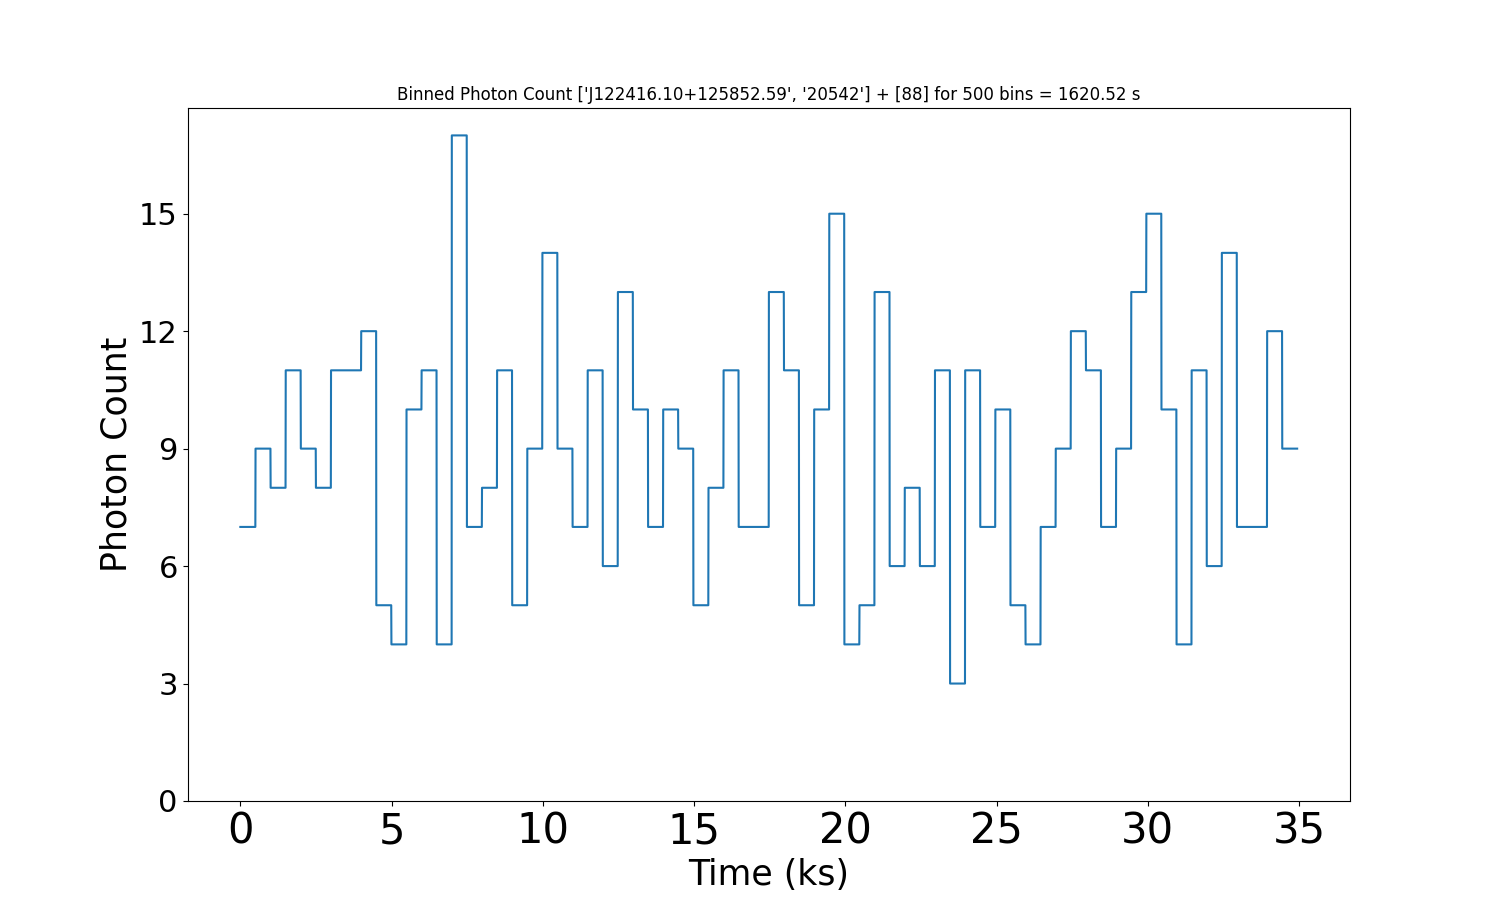 Binned Photon Count ['J122416.10+125852.59', '20542'] + [88] for 500 bins = 1620.52 s
Photon Count
15
12
9
6
3
0
0 5 10 15 20 25 30 35
Time (ks)